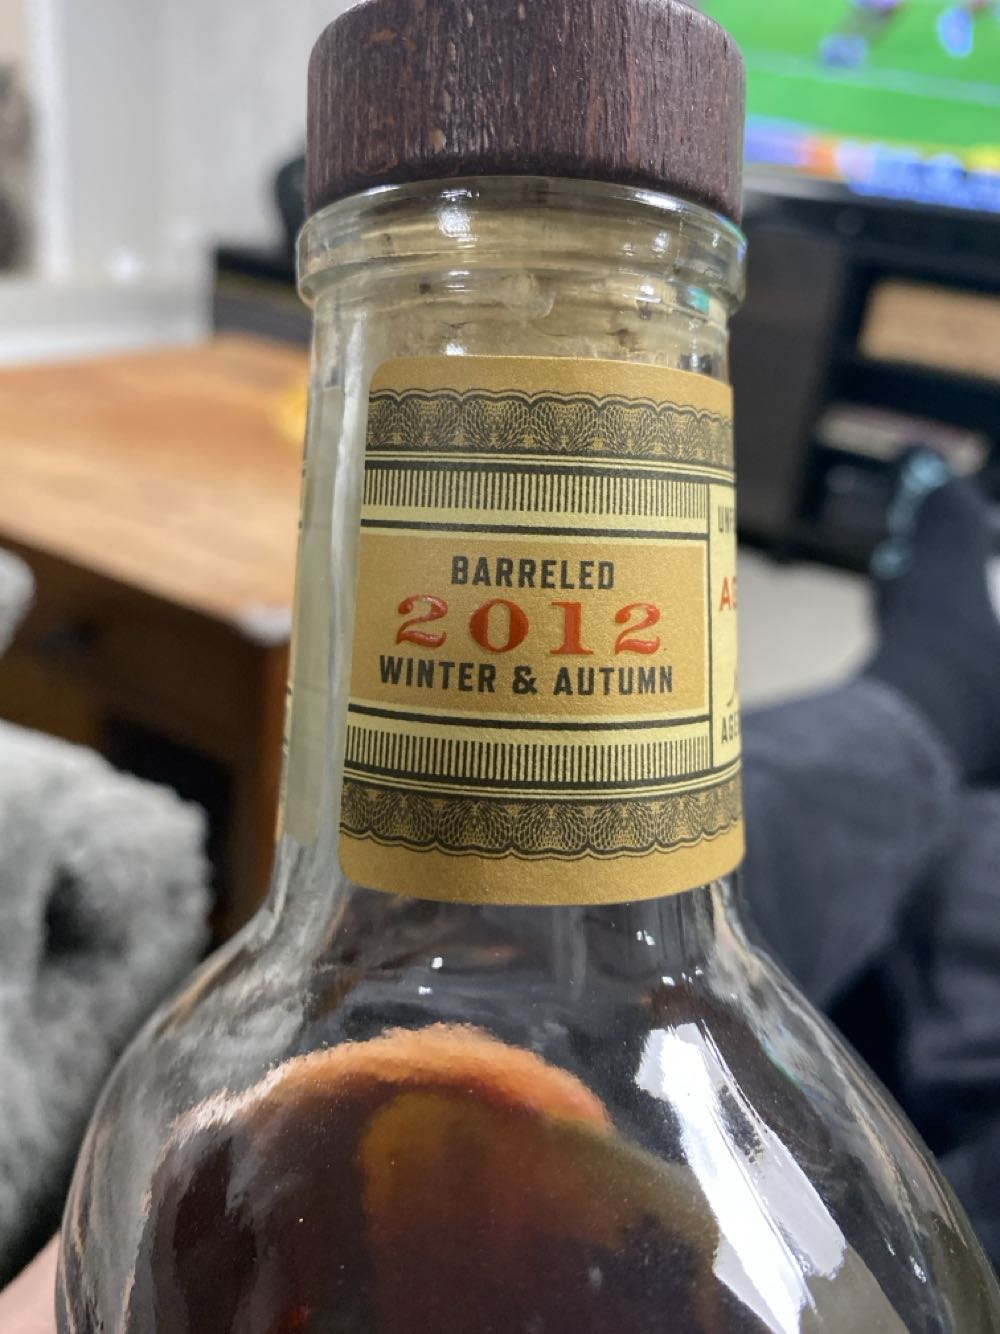 BARRELED
2012
WINTER & AUTUMN